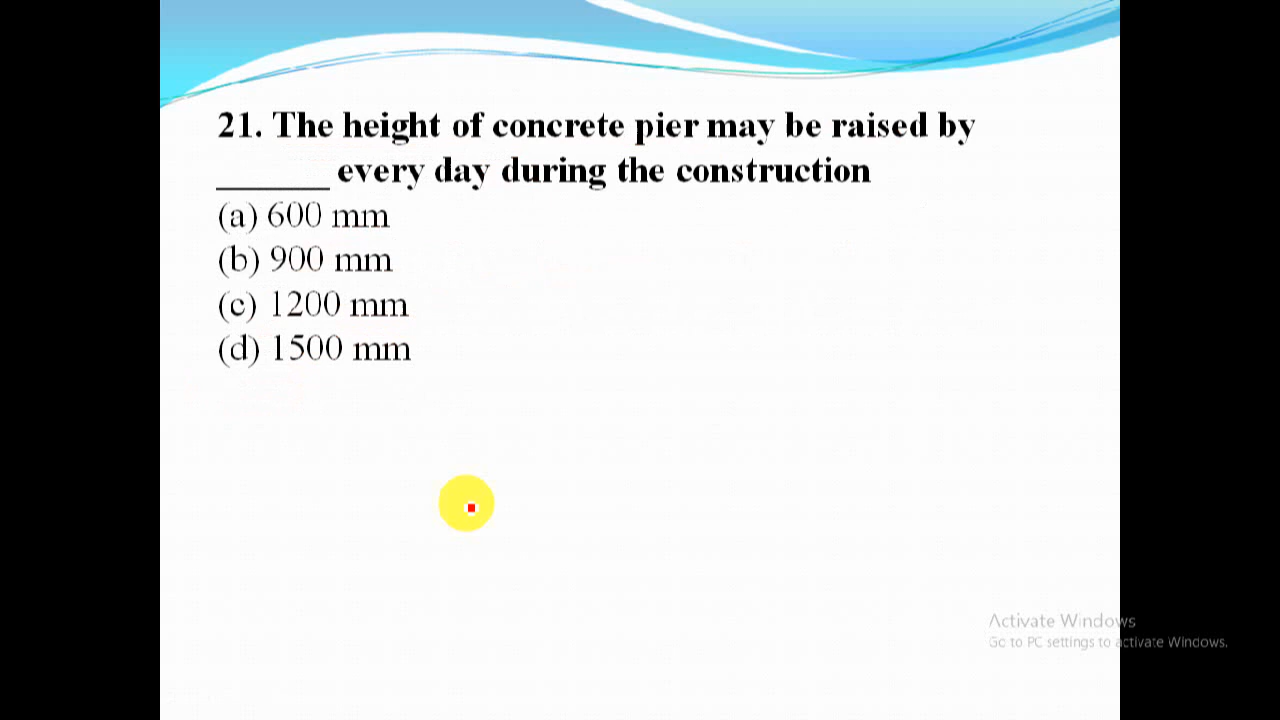 21. The height of concrete pier may be raised by
______ every day during the construction
(a) 600 mm
(b) 900 mm
(c) 1200 mm
(d) 1500 mm
Activate Windows
Go to PC settings to activate Windows.